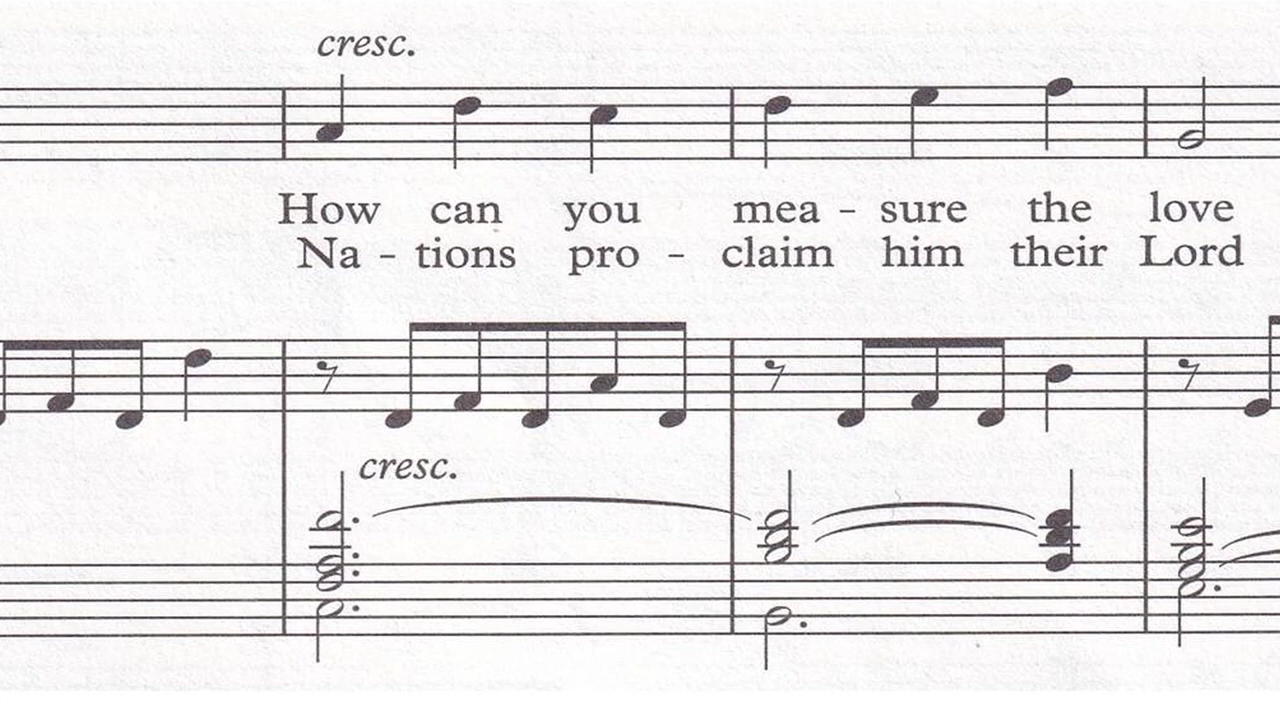 cresc.
How can you mea - sure the love
Na - tions pro - claim him their Lord
cresc.